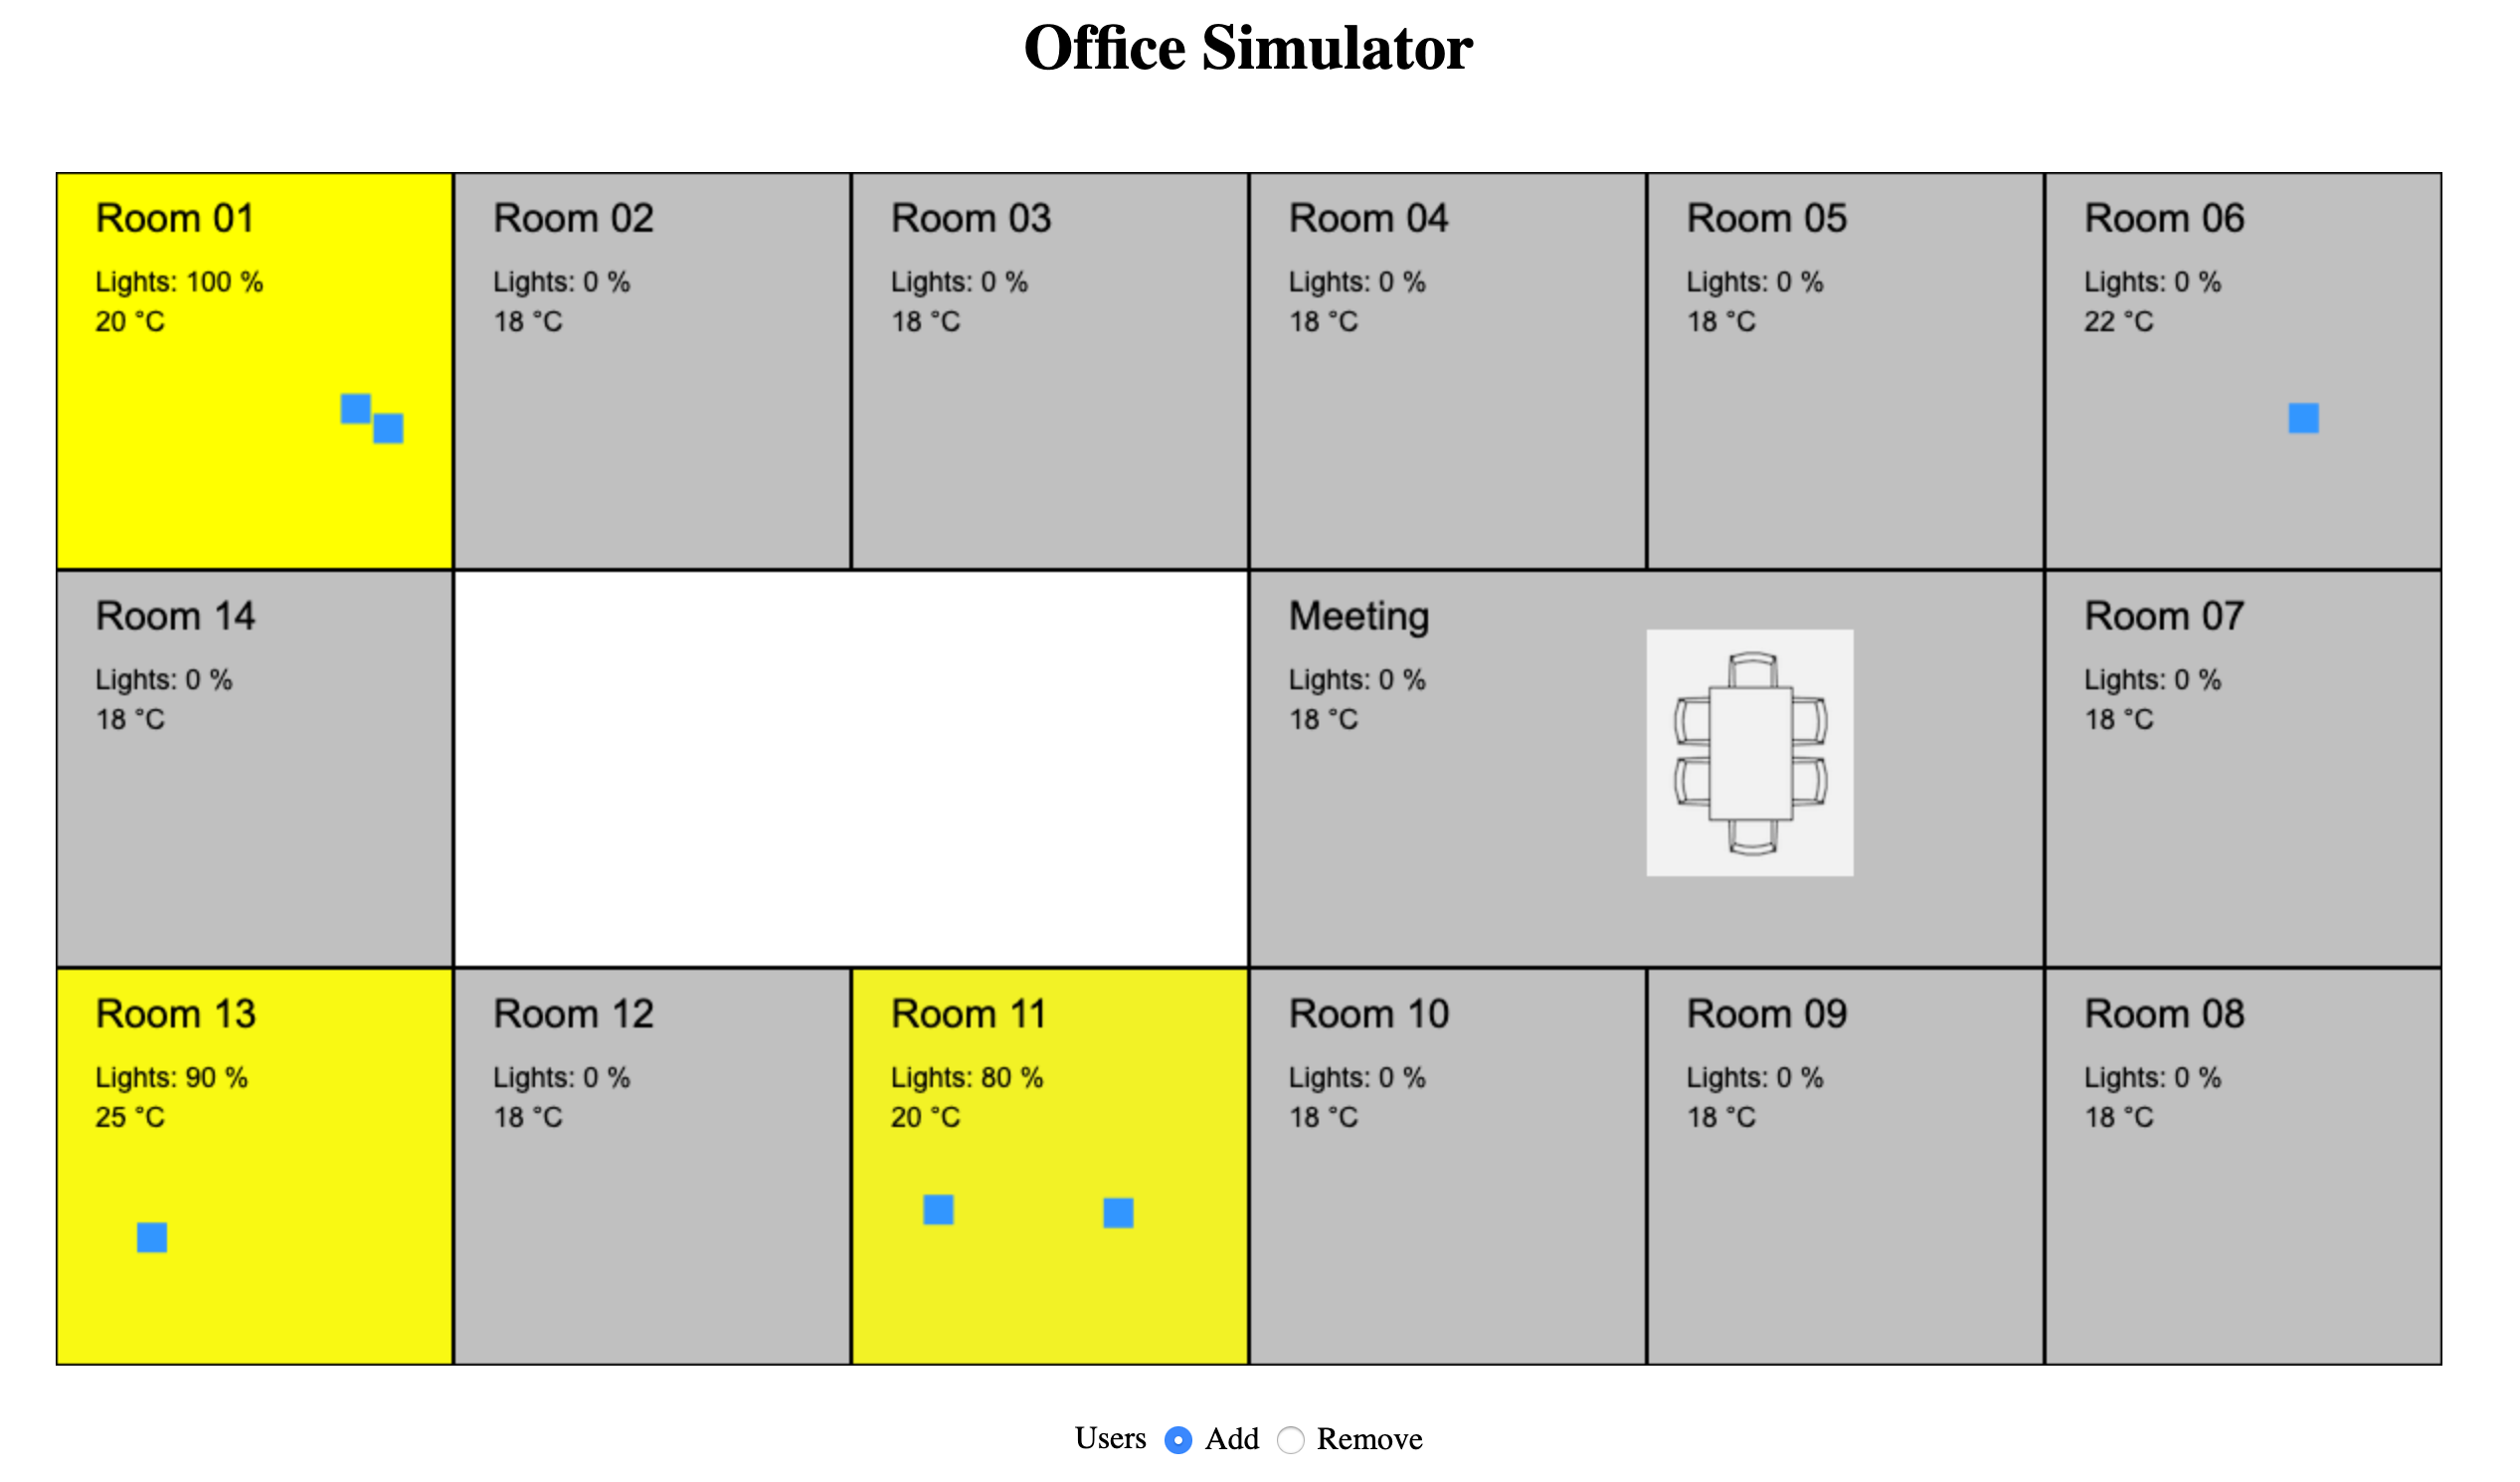 Office Simulator
Room 01
Lights: 100 %
20 °C
Room 02
Lights: 0 %
18 °C
Room 03
Lights: 0 %
18 °C
Room 04
Lights: 0 %
18 °C
Room 05
Lights: 0 %
18 °C
Room 06
Lights: 0 %
22 °C
Room 14
Lights: 0 %
18 °C
Meeting
Lights: 0 %
18 °C
Room 07
Lights: 0 %
18 °C
Room 13
Lights: 90 %
25 °C
Room 12
Lights: 0 %
18 °C
Room 11
Lights: 80 %
20 °C
Room 10
Lights: 0 %
18 °C
Room 09
Lights: 0 %
18 °C
Room 08
Lights: 0 %
18 °C
Users Add Remove